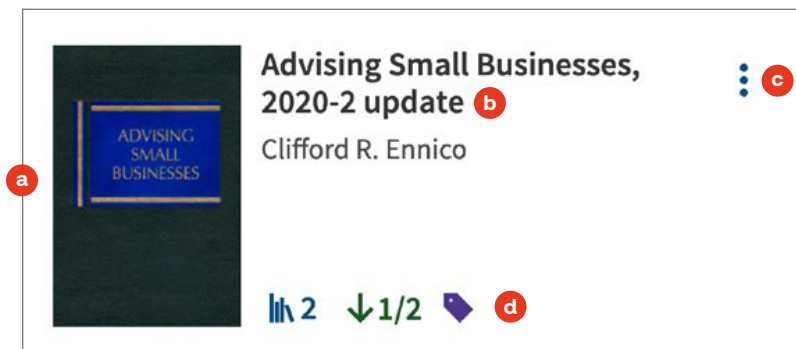 Advising Small Businesses,
2020-2 update b
c
Clifford R. Ennico
a
ADVISING
SMALL
BUSINESSES
2 1/2 d